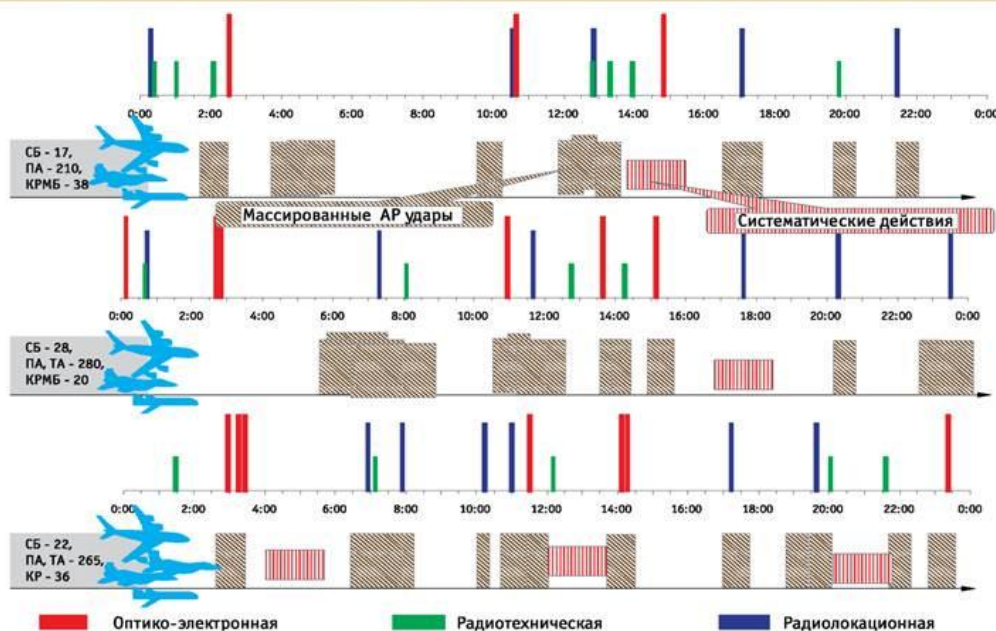 0:00 2:00 4:00 6:00 8:00 10:00 12:00 14:00 16:00 18:00 20:00 22:00 0:00
СБ - 17,
ПА - 210,
КРМБ - 38
Массированные АР удары
Систематические действия
0:00 2:00 4:00 6:00 8:00 10:00 12:00 14:00 16:00 18:00 20:00 22:00 0:00
СБ - 28,
ПА, ТА - 280,
КРМБ - 20
0:00 2:00 4:00 6:00 8:00 10:00 12:00 14:00 16:00 18:00 20:00 22:00 0:00
СБ - 22,
ПА, ТА - 265,
КР - 36
Оптико-электронная Радиотехническая Радиолокационная